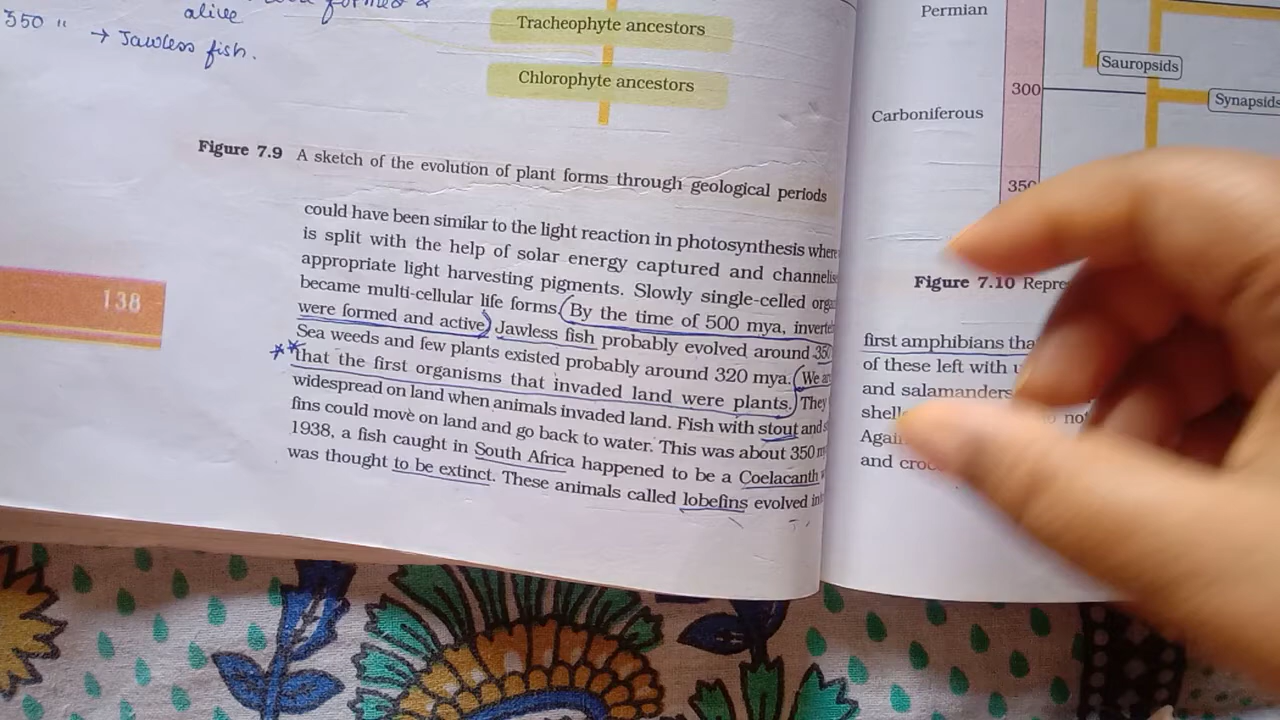 alive
350 "
→ Jawless fish.
Tracheophyte ancestors
Chlorophyte ancestors
Figure 7.9 A sketch of the evolution of plant forms through geological periods
could have been similar to the light reaction in photosynthesis where
is split with the help of solar energy captured and channelis
appropriate light harvesting pigments. Slowly single-celled orga
became multi-cellular life forms. (By the time of 500 mya, inverte
were formed and active) Jawless fish probably evolved around 350
Sea weeds and few plants existed probably around 320 mya. (We ar
**that the first organisms that invaded land were plants.) They
widespread on land when animals invaded land. Fish with stout and s
fins could move on land and go back to water. This was about 350 m
1938, a fish caught in South Africa happened to be a Coelacanth
was thought to be extinct. These animals called lobefins evolved in
138
Permian
Sauropsids
300
Synapsids
Carboniferous
350
Figure 7.10 Repre
first amphibians tha
of these left with u
and salamanders
shell
not
Again
and croc